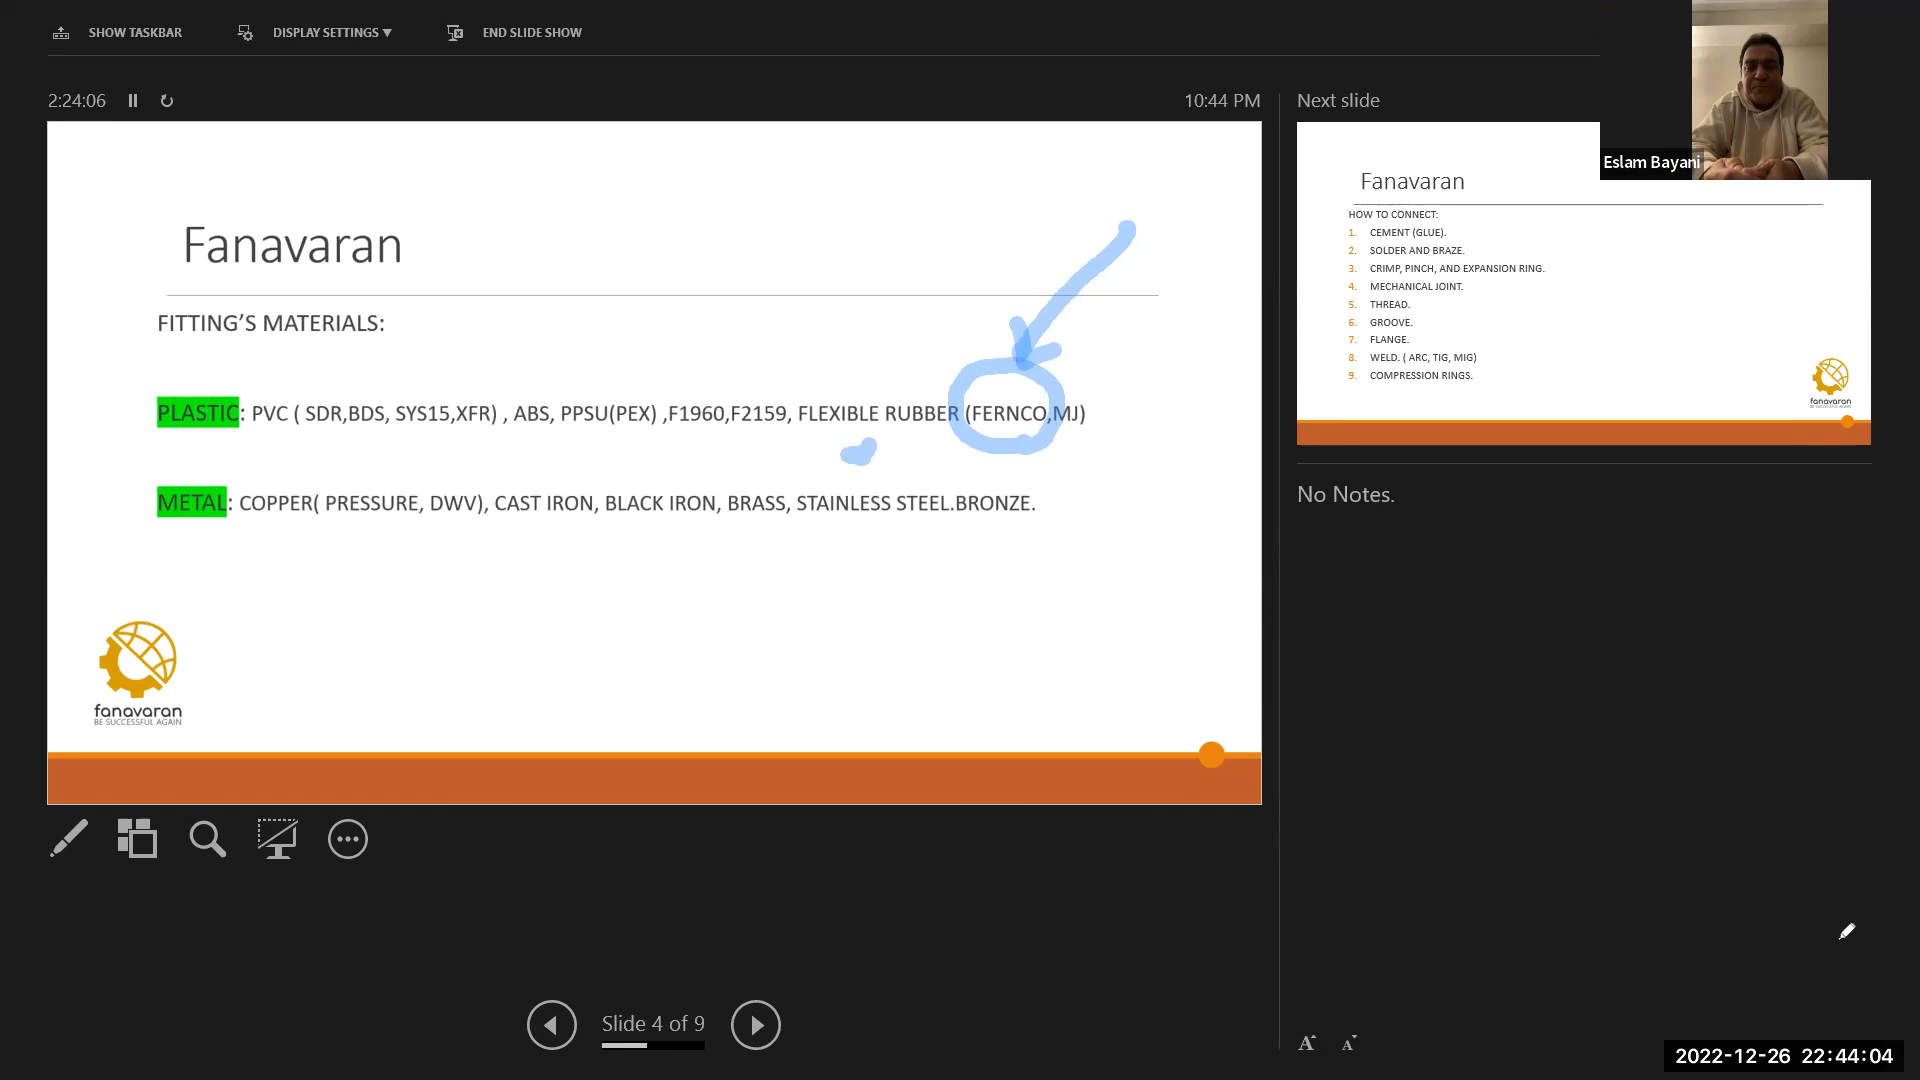 SHOW TASKBAR
DISPLAY SETTINGS ▼
END SLIDE SHOW
2:24:06
10:44 PM
Fanavaran
FITTING’S MATERIALS:
PLASTIC: PVC ( SDR,BDS, SYS15,XFR) , ABS, PPSU(PEX) ,F1960,F2159, FLEXIBLE RUBBER (FERNCO,MJ)
METAL: COPPER( PRESSURE, DWV), CAST IRON, BLACK IRON, BRASS, STAINLESS STEEL.BRONZE.
fanavaran
BE SUCCESSFUL AGAIN
Slide 4 of 9
Next slide
Eslam Bayani
Fanavaran
HOW TO CONNECT:
1. CEMENT (GLUE).
2. SOLDER AND BRAZE.
3. CRIMP, PINCH, AND EXPANSION RING.
4. MECHANICAL JOINT.
5. THREAD.
6. GROOVE.
7. FLANGE.
8. WELD. ( ARC, TIG, MIG)
9. COMPRESSION RINGS.
fanavaran
BE SUCCESSFUL AGAIN
No Notes.
A A
2022-12-26 22:44:04